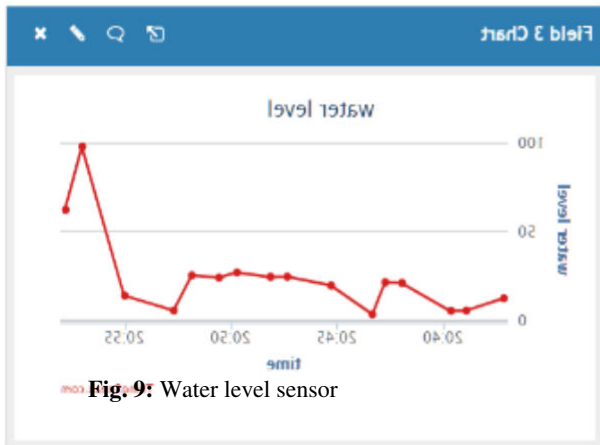 Field 3 Chart
water level
100
water level
50
0
20:55 20:50 20:45 20:40
time
.com
Fig. 9: Water level sensor